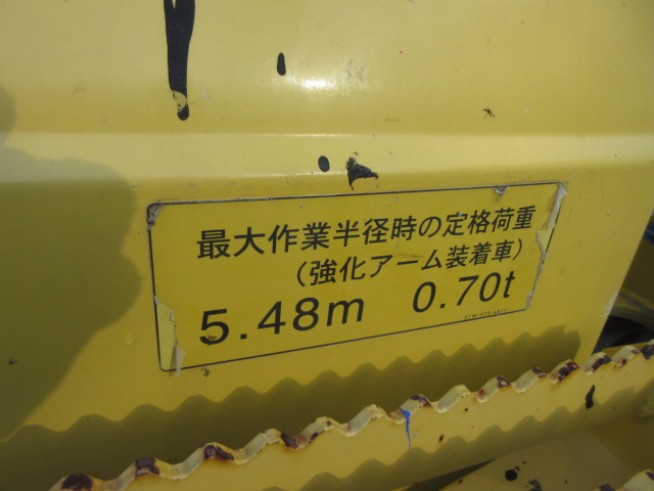 最大作業半径時の定格荷重
(強化アーム装着車)
5.48m 0.70t